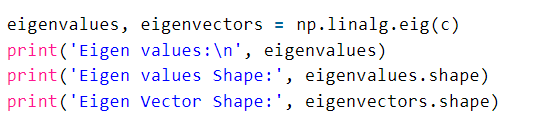 eigenvalues, eigenvectors = np.linalg.eig(c)
print('Eigen values:\n', eigenvalues)
print('Eigen values Shape:', eigenvalues.shape)
print('Eigen Vector Shape:', eigenvectors.shape)